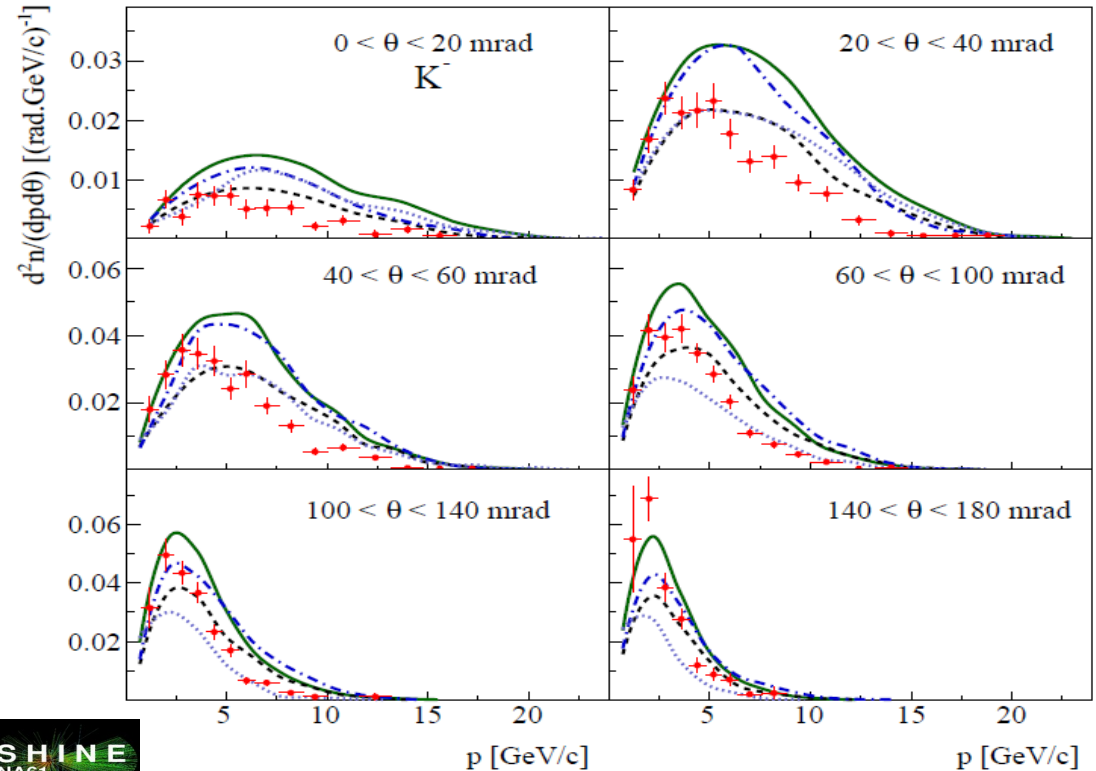 d²n/(dpdθ) [(rad.GeV/c)⁻¹]
0 < θ < 20 mrad
20 < θ < 40 mrad
K⁻
0.03
0.02
0.01
40 < θ < 60 mrad
60 < θ < 100 mrad
0.06
0.04
0.02
100 < θ < 140 mrad
140 < θ < 180 mrad
0.06
0.04
0.02
5 10 15 20 5 10 15 20
p [GeV/c] p [GeV/c]
SHINE